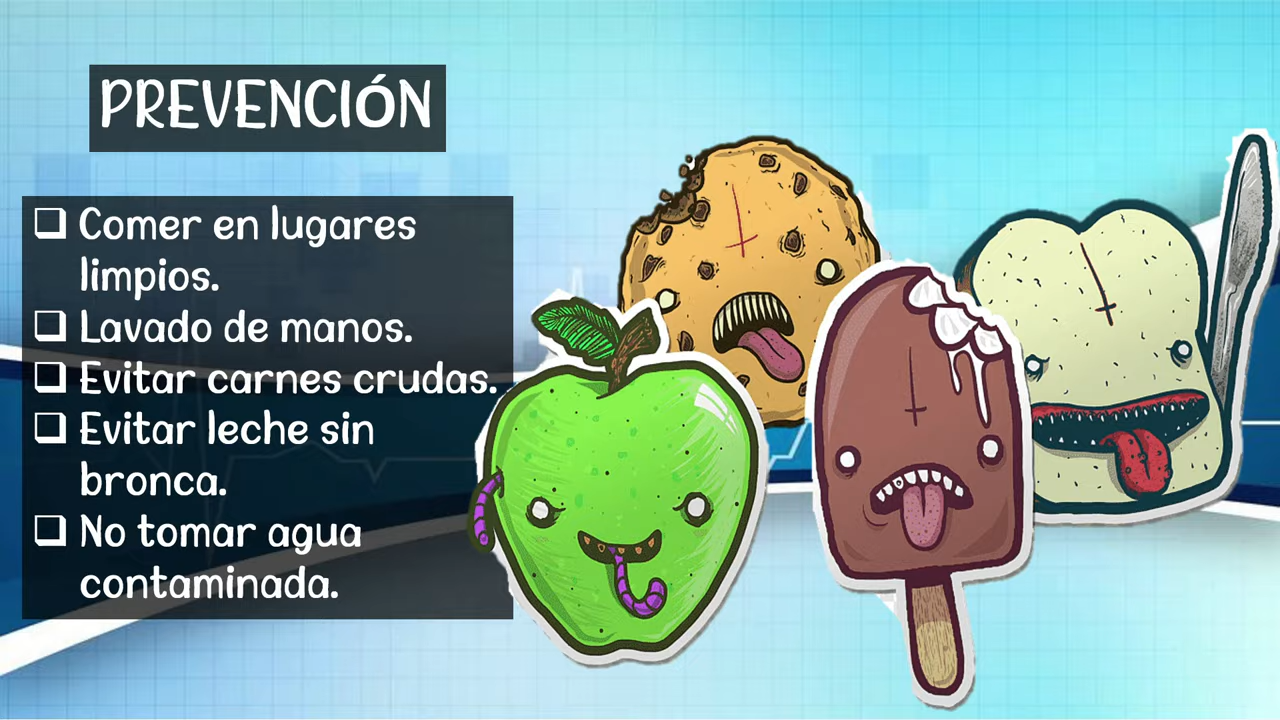 PREVENCIÓN
❑ Comer en lugares
limpios.
❑ Lavado de manos.
❑ Evitar carnes crudas.
❑ Evitar leche sin
bronca.
❑ No tomar agua
contaminada.